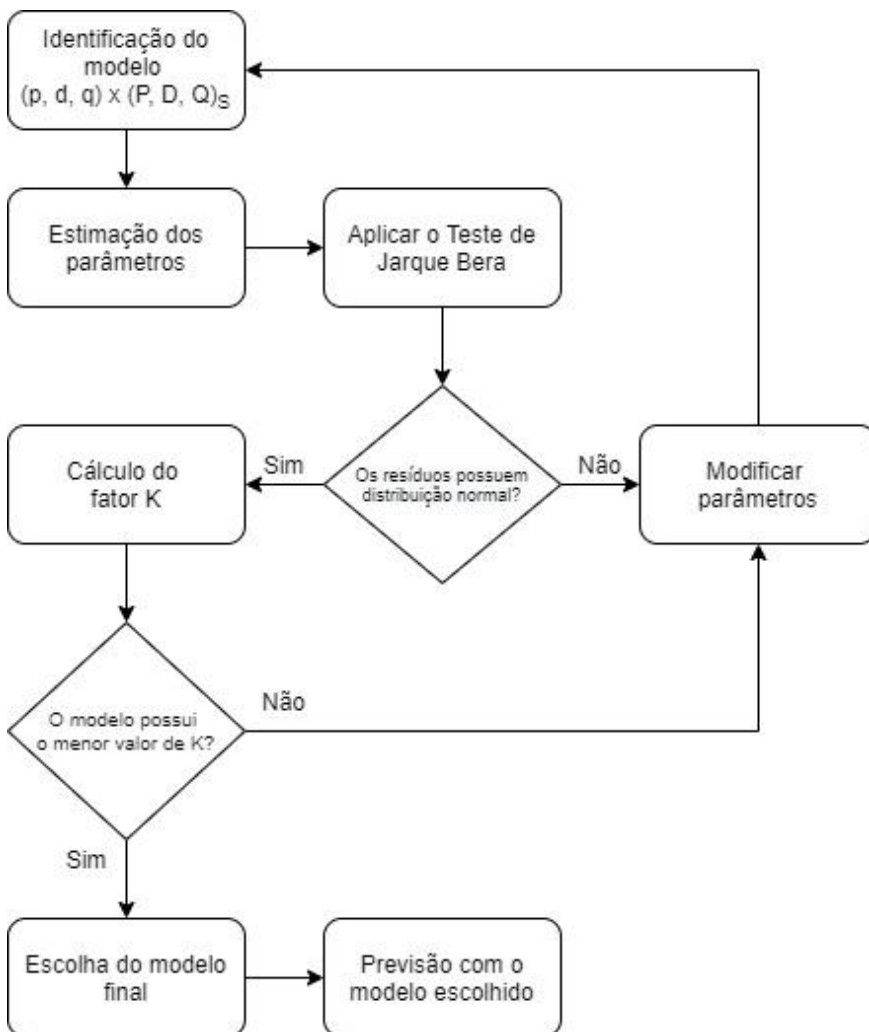 Identificação do
modelo
(p, d, q) x (P, D, Q)S
Estimação dos
parâmetros
Aplicar o Teste de
Jarque Bera
Cálculo do
fator K
Sim
Os resíduos possuem
distribuição normal?
Não
Modificar
parâmetros
O modelo possui
o menor valor de K?
Não
Sim
Escolha do modelo
final
Previsão com o
modelo escolhido